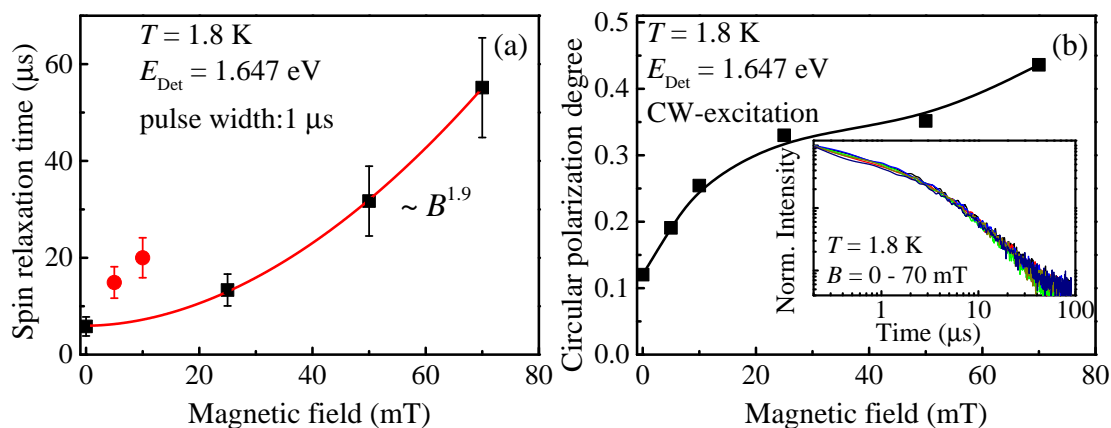 (a)
T = 1.8 K
E_Det = 1.647 eV
pulse width:1 μs
~ B^1.9
Spin relaxation time (μs)
60
40
20
0
0 20 40 60 80
Magnetic field (mT)
(b)
T = 1.8 K
E_Det = 1.647 eV
CW-excitation
Circular polarization degree
0.5
0.4
0.3
0.2
0.1
0.0
0 20 40 60 80
Magnetic field (mT)
Norm. Intensity
T = 1.8 K
B = 0 - 70 mT
1 10 100
Time (μs)